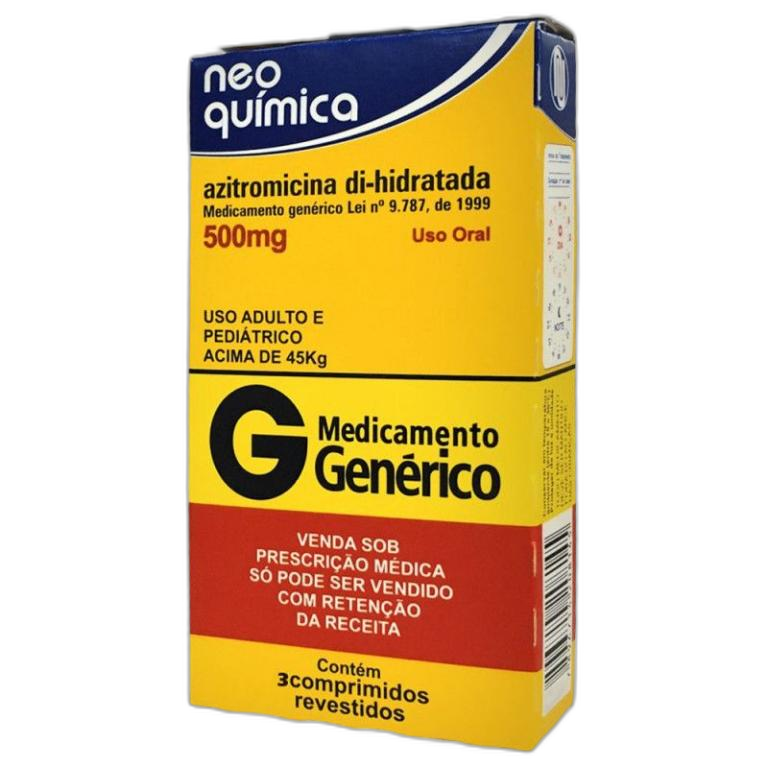 neo
química
azitromicina di-hidratada
Medicamento genérico Lei nº 9.787, de 1999
500mg
Uso Oral
USO ADULTO E
PEDIÁTRICO
ACIMA DE 45Kg
G
Medicamento
Genérico
VENDA SOB
PRESCRIÇÃO MÉDICA
SÓ PODE SER VENDIDO
COM RETENÇÃO
DA RECEITA
Contém
3comprimidos
revestidos